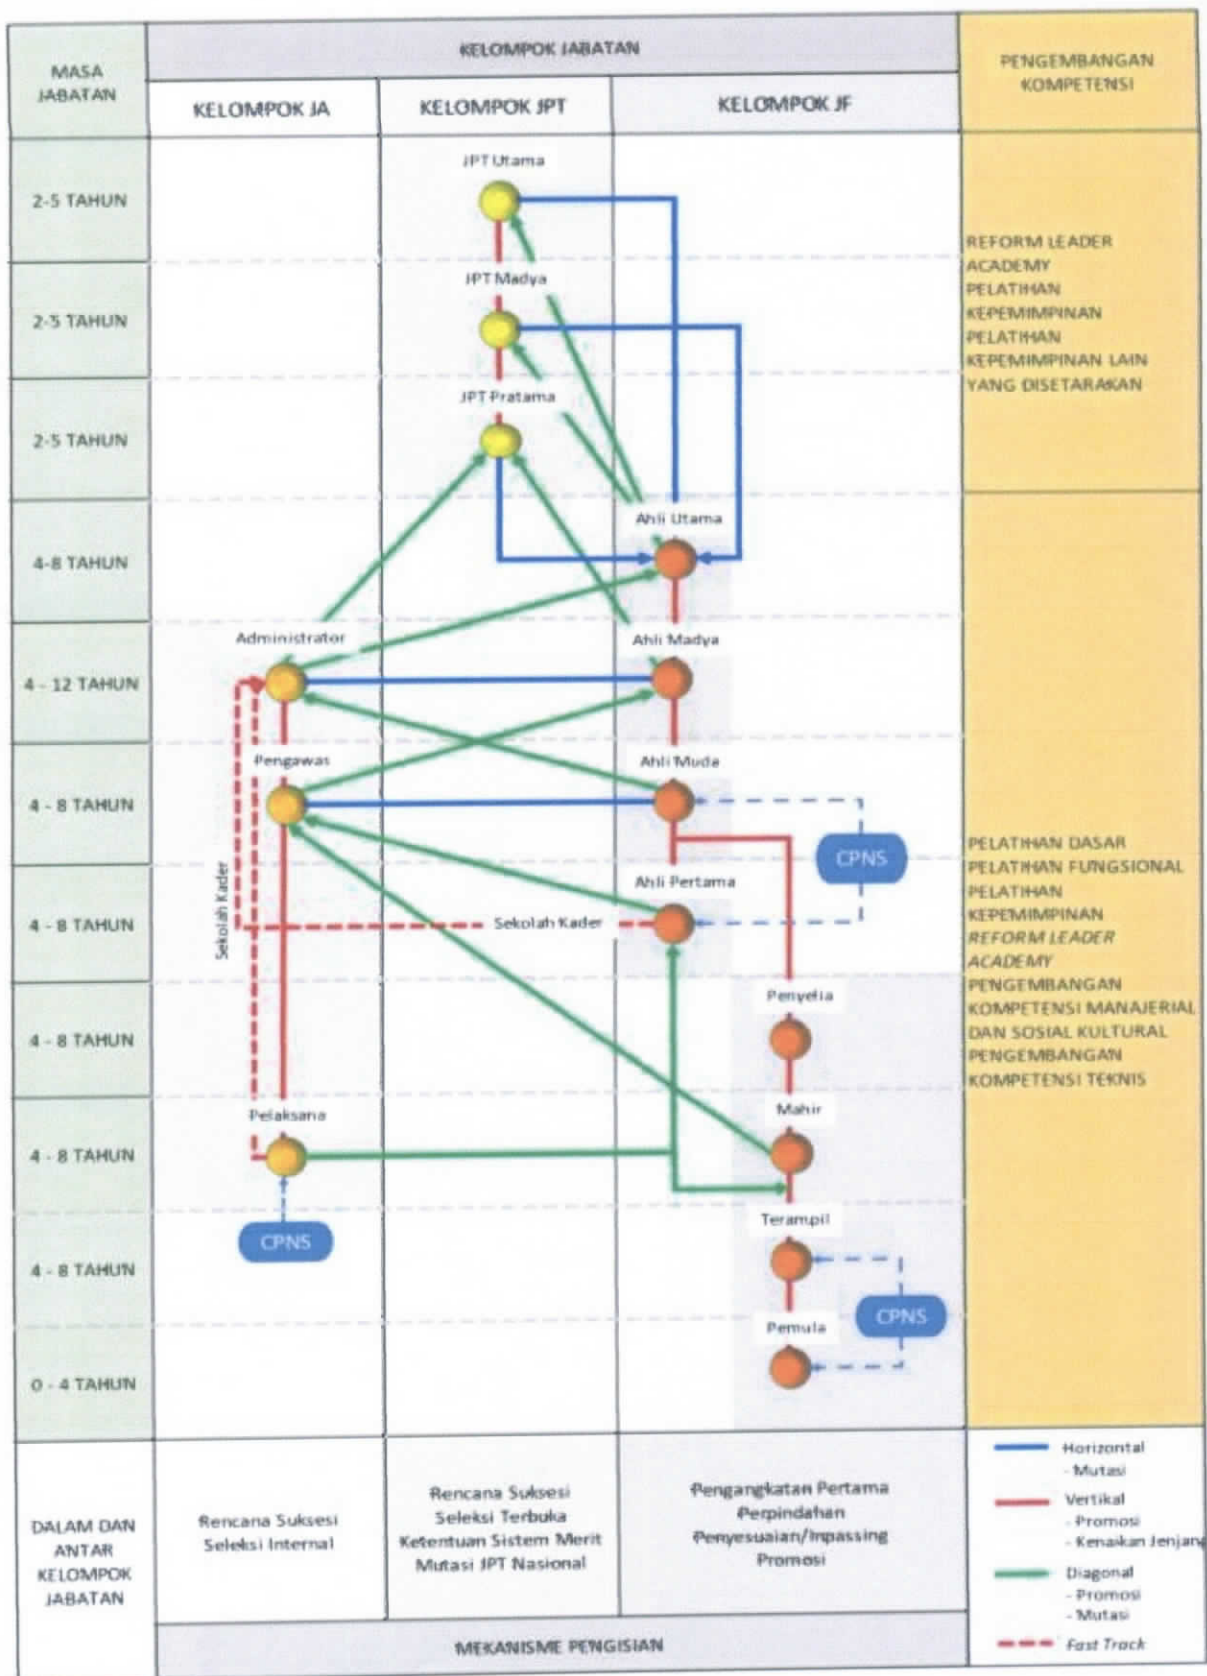 MASA
JABATAN
KELOMPOK JABATAN
PENGEMBANGAN
KOMPETENSI
KELOMPOK JA
KELOMPOK JPT
KELOMPOK JF
2-5 TAHUN
JPT Utama
2-5 TAHUN
JPT Madya
2-5 TAHUN
JPT Pratama
REFORM LEADER
ACADEMY
PELATIHAN
KEPEMIMPINAN
PELATIHAN
KEPEMIMPINAN LAIN
YANG DISETARAKAN
4-8 TAHUN
Ahli Utama
4 - 12 TAHUN
Administrator
Ahli Madya
4 - 8 TAHUN
Pengawas
Ahli Muda
CPNS
4 - 8 TAHUN
Sekolah Kader
Sekolah Kader
Ahli Pertama
4 - 8 TAHUN
Penyelia
4 - 8 TAHUN
Pelaksana
Mahir
CPNS
4 - 8 TAHUN
Terampil
CPNS
0 - 4 TAHUN
Pemula
PELATIHAN DASAR
PELATIHAN FUNGSIONAL
PELATIHAN
KEPEMIMPINAN
REFORM LEADER
ACADEMY
PENGEMBANGAN
KOMPETENSI MANAJERIAL
DAN SOSIAL KULTURAL
PENGEMBANGAN
KOMPETENSI TEKNIS
DALAM DAN
ANTAR
KELOMPOK
JABATAN
Rencana Suksesi
Seleksi Internal
Rencana Suksesi
Seleksi Terbuka
Ketentuan Sistem Merit
Mutasi JPT Nasional
Pengangkatan Pertama
Perpindahan
Penyesuaian/Inpassing
Promosi
MEKANISME PENGISIAN
Horizontal
- Mutasi
Vertikal
- Promosi
- Kenaikan Jenjang
Diagonal
- Promosi
- Mutasi
Fast Track